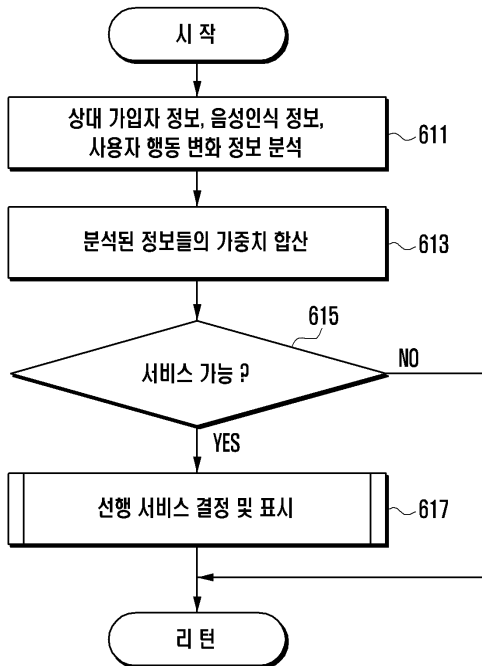 시 작
상대 가입자 정보, 음성인식 정보,
사용자 행동 변화 정보 분석
611
분석된 정보들의 가중치 합산
613
615
서비스 가능 ?
NO
YES
선행 서비스 결정 및 표시
617
리 턴